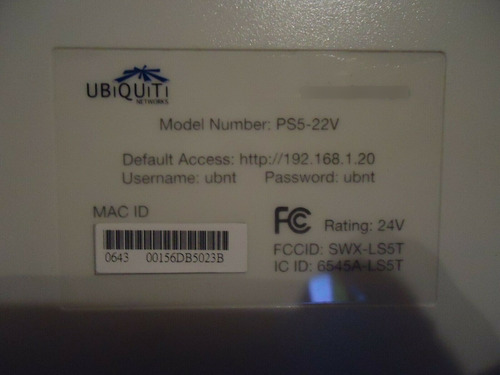 UBiQUiTi
NETWORKS
Model Number: PS5-22V
Default Access: http://192.168.1.20
Username: ubnt Password: ubnt
MAC ID
0643 00156DB5023B
FC Rating: 24V
FCCID: SWX-LS5T
IC ID: 6545A-LS5T